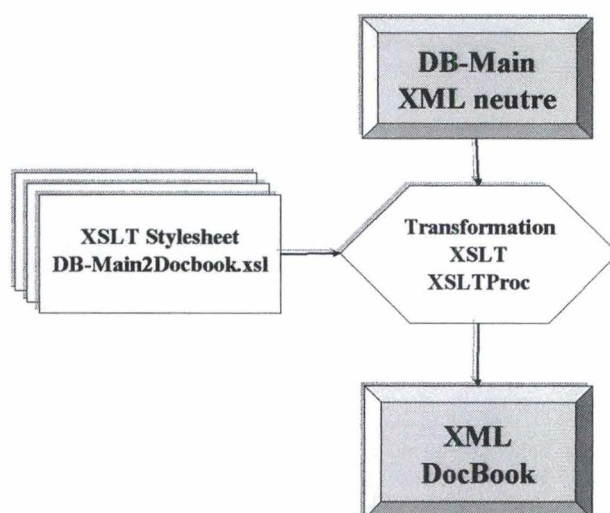 DB-Main
XML neutre
XSLT Stylesheet
DB-Main2Docbook.xsl
Transformation
XSLT
XSLTProc
XML
DocBook